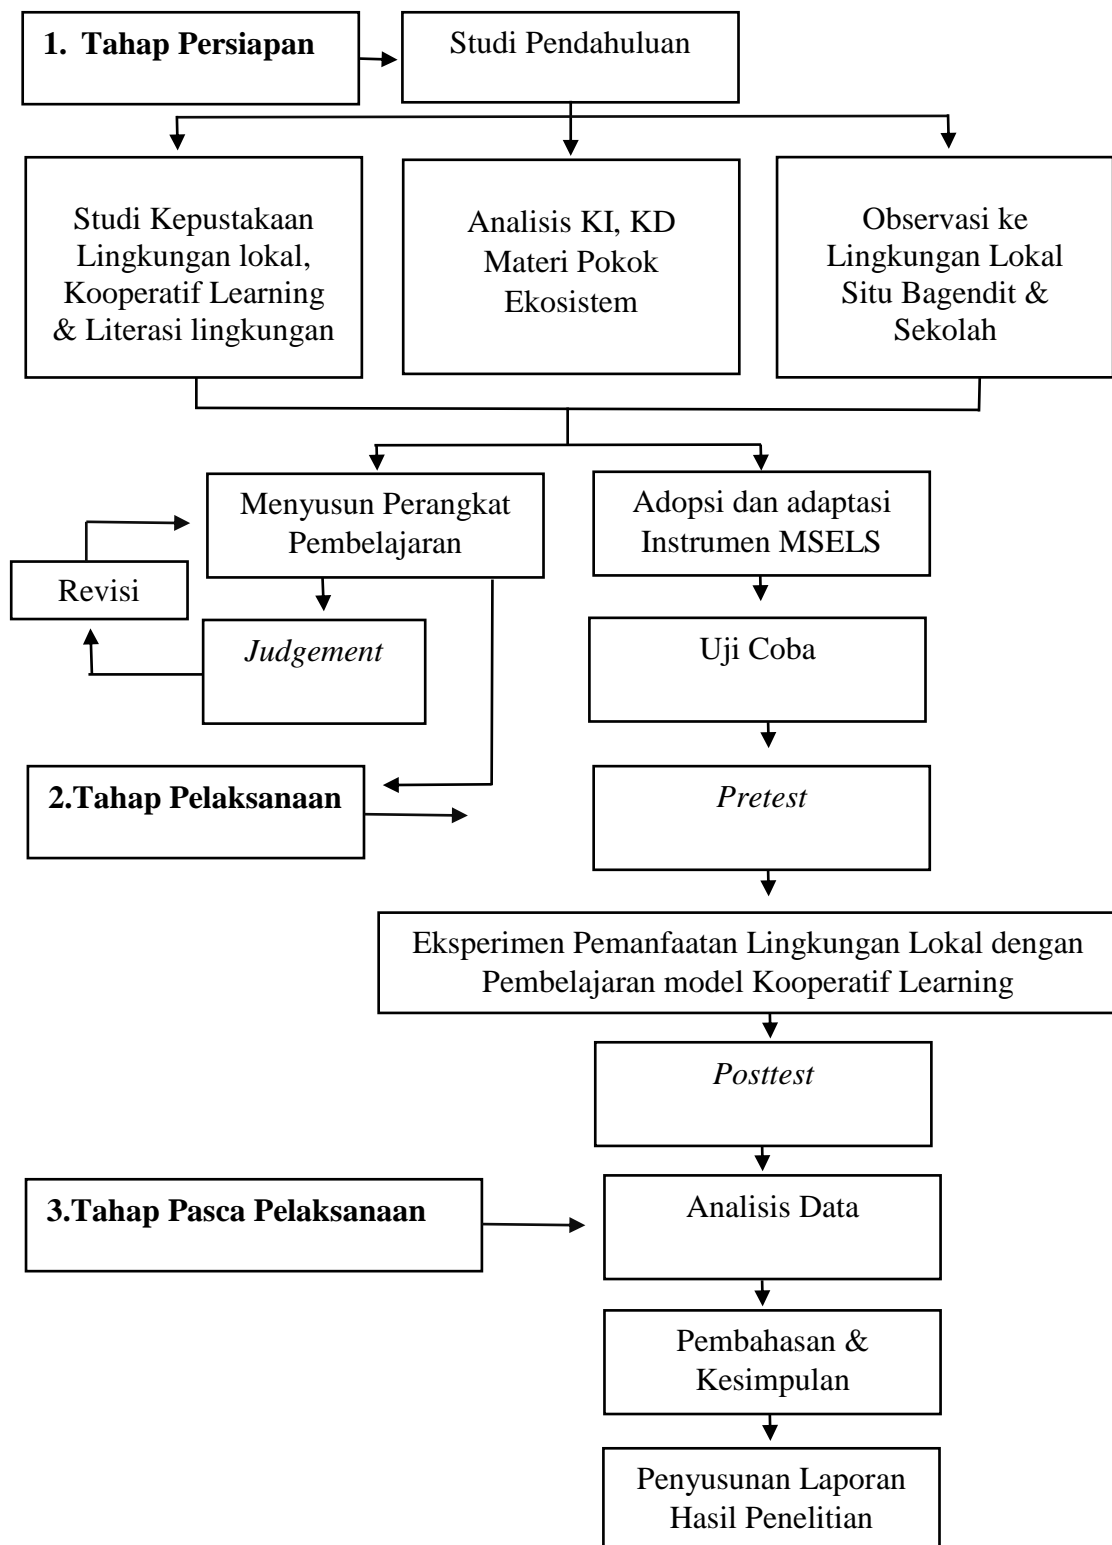 1. Tahap Persiapan
Studi Pendahuluan
Studi Kepustakaan
Lingkungan lokal,
Kooperatif Learning
& Literasi lingkungan
Analisis KI, KD
Materi Pokok
Ekosistem
Observasi ke
Lingkungan Lokal
Situ Bagendit &
Sekolah
Menyusun Perangkat
Pembelajaran
Adopsi dan adaptasi
Instrumen MSELS
Revisi
Judgement
Uji Coba
2.Tahap Pelaksanaan
Pretest
Eksperimen Pemanfaatan Lingkungan Lokal dengan
Pembelajaran model Kooperatif Learning
Posttest
3.Tahap Pasca Pelaksanaan
Analisis Data
Pembahasan &
Kesimpulan
Penyusunan Laporan
Hasil Penelitian